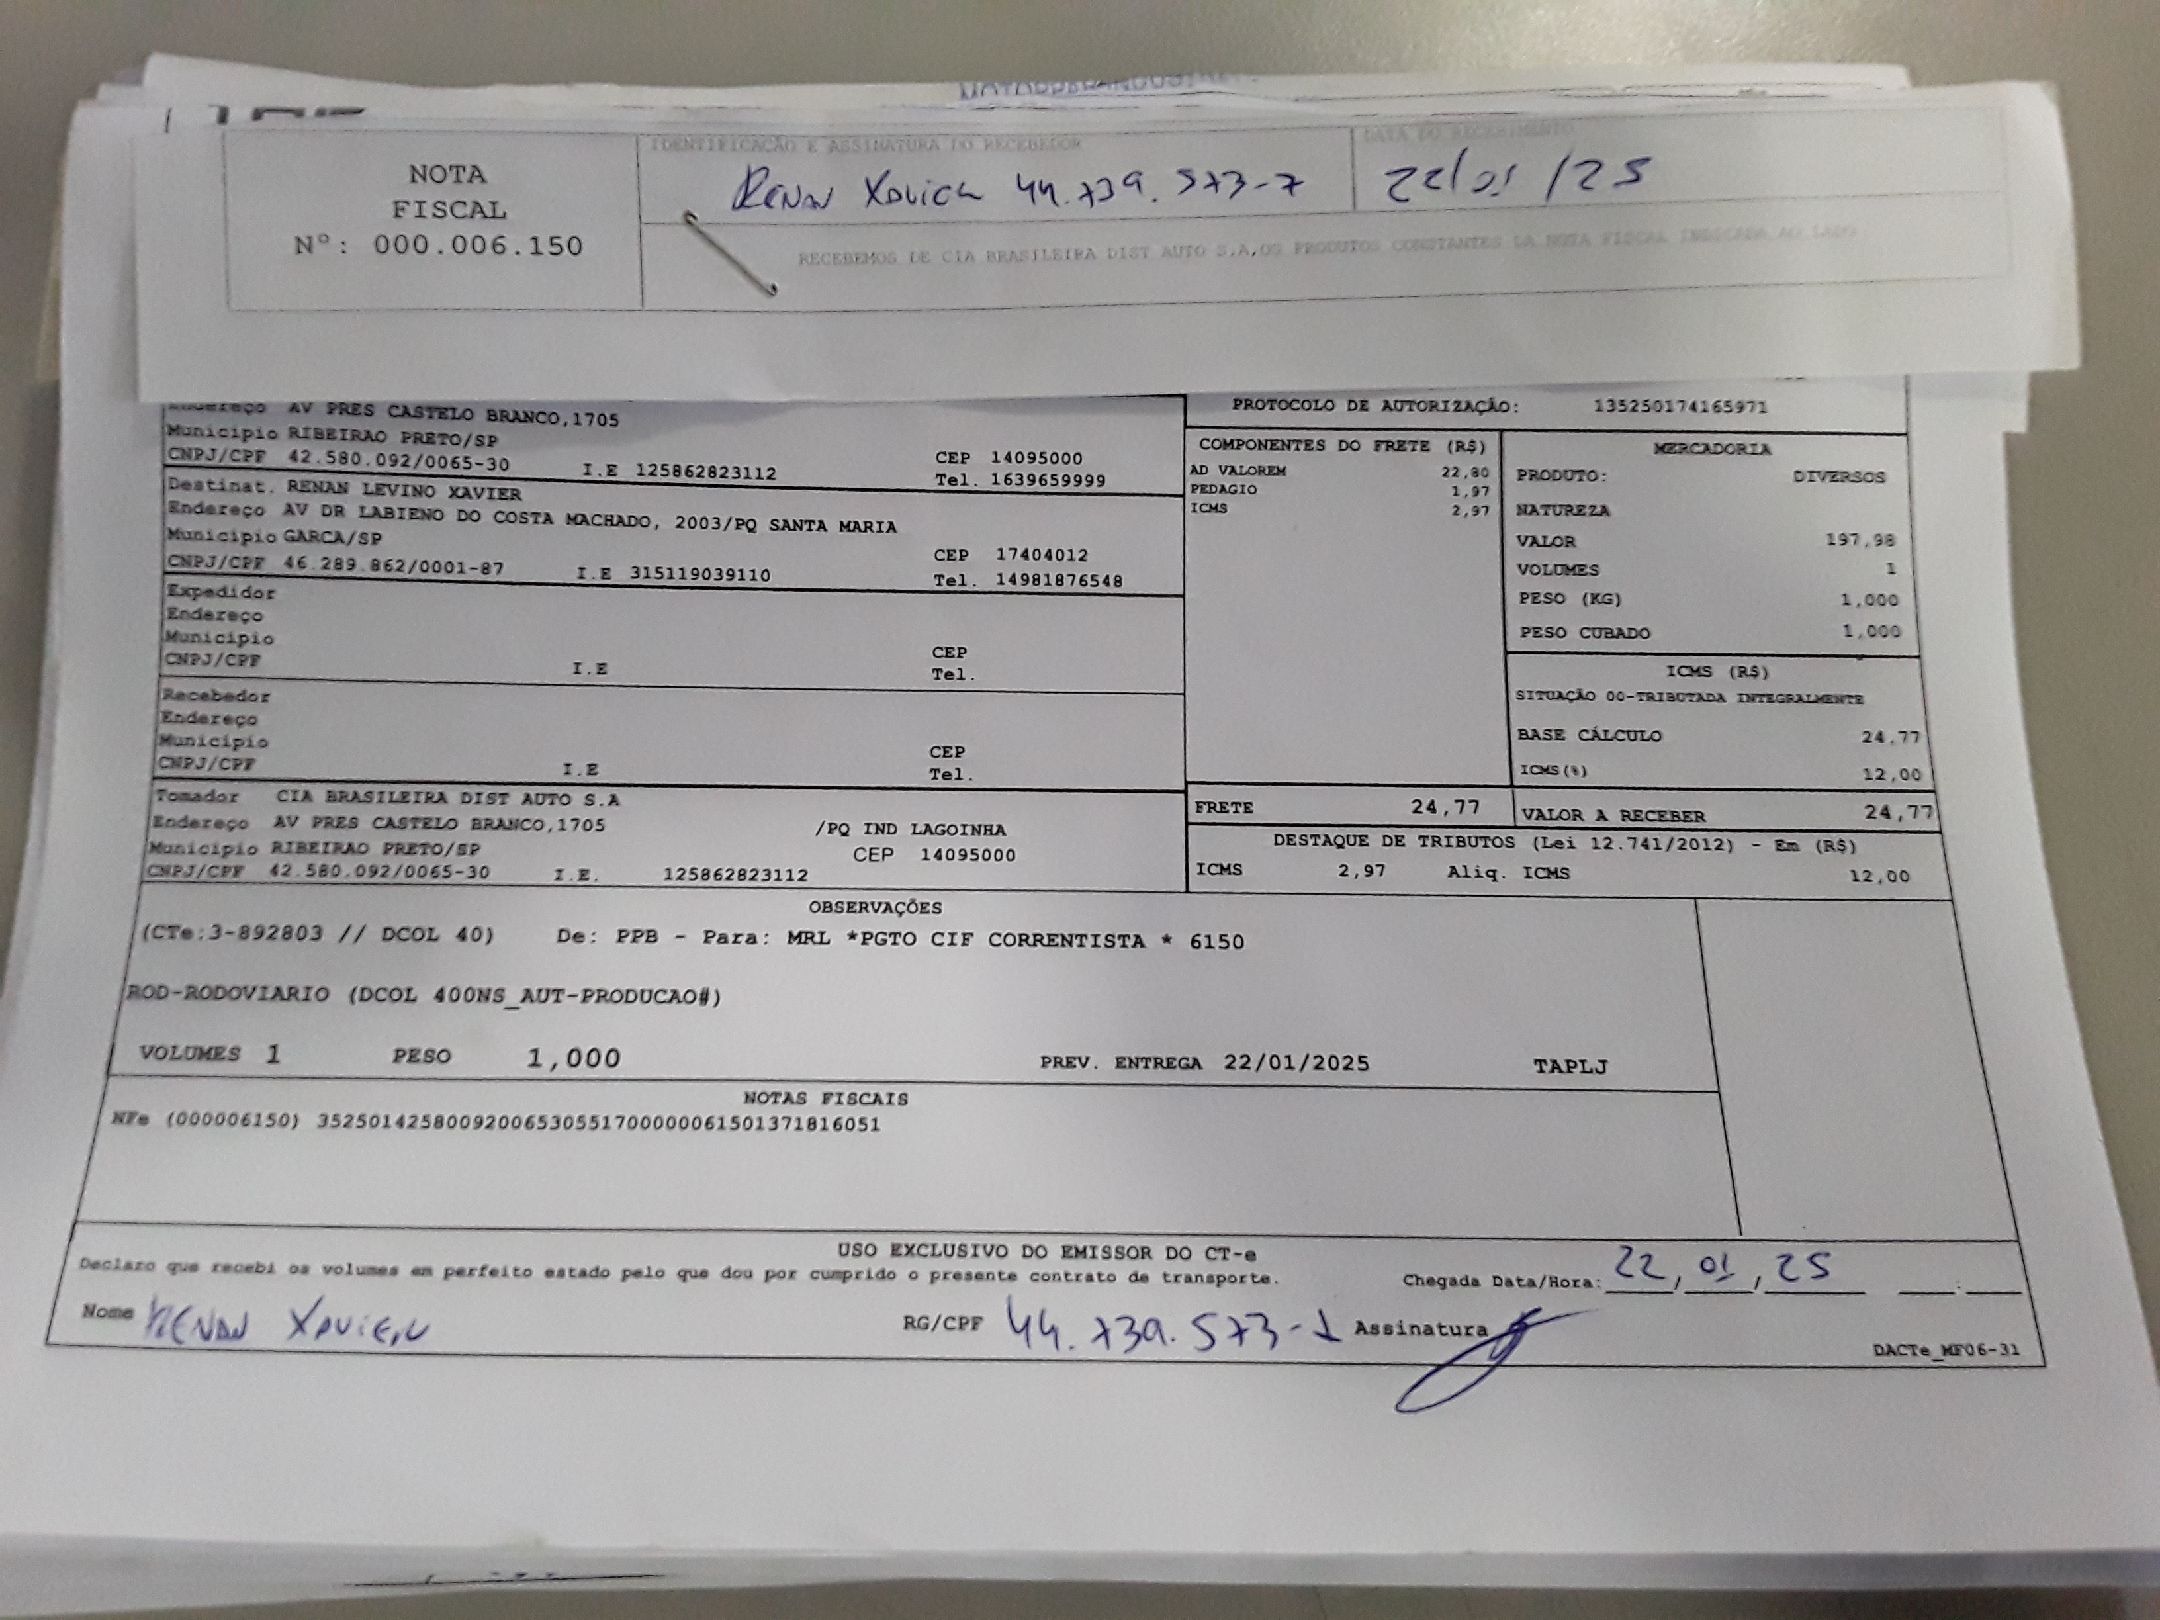 NOTA
FISCAL
Nº: 000.006.150
IDENTIFICAÇÃO E ASSINATURA DO RECEBEDOR
RENAN XAVIER 44.739.573-7
DATA DO RECEBIMENTO
22/01/25
RECEBEMOS DE CIA BRASILEIRA DIST AUTO S.A,OS PRODUTOS CONSTANTES DA NOTA FISCAL INDICADA AO LADO
Endereço AV PRES CASTELO BRANCO,1705
Município RIBEIRAO PRETO/SP
CEP 14095000
CNPJ/CPF 42.580.092/0065-30 I.E 125862823112 Tel. 1639659999
Destinat. RENAN LEVINO XAVIER
Endereço AV DR LABIENO DO COSTA MACHADO, 2003/PQ SANTA MARIA
Município GARCA/SP CEP 17404012
CNPJ/CPF 46.289.862/0001-87 I.E 315119039110 Tel. 14981876548
Expedidor
Endereço
Município CEP
CNPJ/CPF I.E Tel.
Recebedor
Endereço
Município CEP
CNPJ/CPF I.E Tel.
Tomador CIA BRASILEIRA DIST AUTO S.A
Endereço AV PRES CASTELO BRANCO,1705 /PQ IND LAGOINHA
Município RIBEIRAO PRETO/SP CEP 14095000
CNPJ/CPF 42.580.092/0065-30 I.E. 125862823112
PROTOCOLO DE AUTORIZAÇÃO: 135250174165971
COMPONENTES DO FRETE (R$)
AD VALOREM 22,80
PEDAGIO 1,97
ICMS 2,97
MERCADORIA
PRODUTO: DIVERSOS
NATUREZA
VALOR 197,98
VOLUMES 1
PESO (KG) 1,000
PESO CUBADO 1,000
ICMS (R$)
SITUAÇÃO 00-TRIBUTADA INTEGRALMENTE
BASE CÁLCULO 24,77
ICMS(%) 12,00
FRETE 24,77 VALOR A RECEBER 24,77
DESTAQUE DE TRIBUTOS (Lei 12.741/2012) - Em (R$)
ICMS 2,97 Aliq. ICMS 12,00
OBSERVAÇÕES
(CTe:3-892803 // DCOL 40) De: PPB - Para: MRL *PGTO CIF CORRENTISTA * 6150
ROD-RODOVIARIO (DCOL 400NS_AUT-PRODUCAO#)
VOLUMES 1 PESO 1,000 PREV. ENTREGA 22/01/2025 TAPLJ
NOTAS FISCAIS
NFe (000006150) 35250142580092006530551700000061501371816051
USO EXCLUSIVO DO EMISSOR DO CT-e
Declaro que recebi os volumes em perfeito estado pelo que dou por cumprido o presente contrato de transporte. Chegada Data/Hora: 22,01,25 :
Nome RENAN XAVIER RG/CPF 44.739.573-1 Assinatura
DACTe_MF06-31